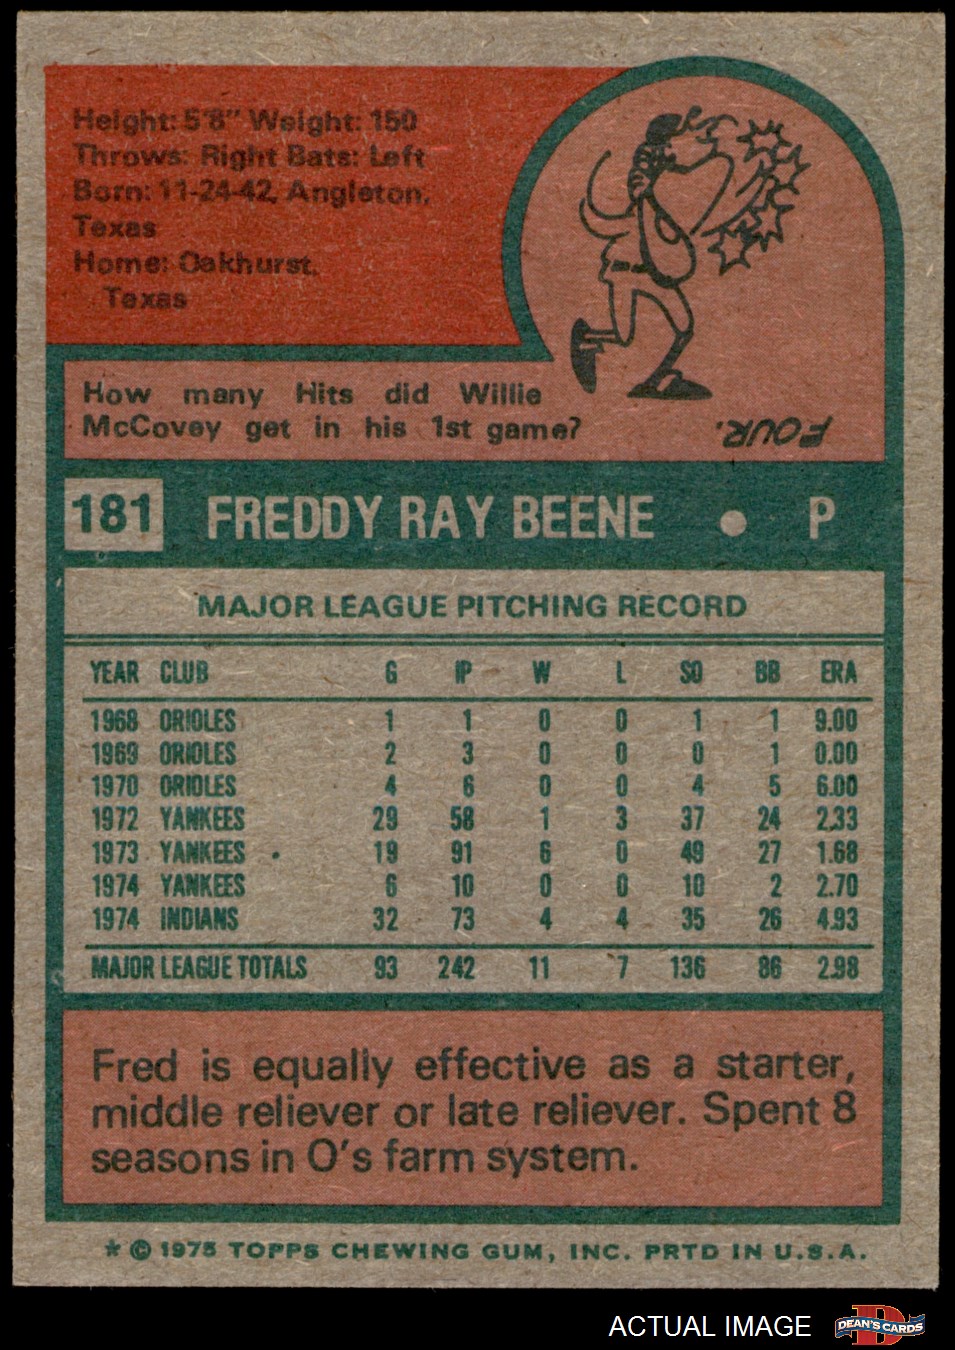 Height: 5'8" Weight: 150
Throws: Right Bats: Left
Born: 11-24-42, Angleton,
Texas
Home: Oakhurst,
Texas
How many Hits did Willie
McCovey get in his 1st game?
FOUR.
181 FREDDY RAY BEENE • P
MAJOR LEAGUE PITCHING RECORD
YEAR CLUB G IP W L SO BB ERA
1968 ORIOLES 1 1 0 0 1 1 9.00
1969 ORIOLES 2 3 0 0 0 1 0.00
1970 ORIOLES 4 6 0 0 4 5 6.00
1972 YANKEES 29 58 1 3 37 24 2.33
1973 YANKEES 19 91 6 0 49 27 1.68
1974 YANKEES 6 10 0 0 10 2 2.70
1974 INDIANS 32 73 4 4 35 26 4.93
MAJOR LEAGUE TOTALS 93 242 11 7 136 86 2.98
Fred is equally effective as a starter,
middle reliever or late reliever. Spent 8
seasons in O's farm system.
* © 1975 TOPPS CHEWING GUM, INC. PRTD IN U.S.A.
ACTUAL IMAGE
D
DEAN'S CARDS